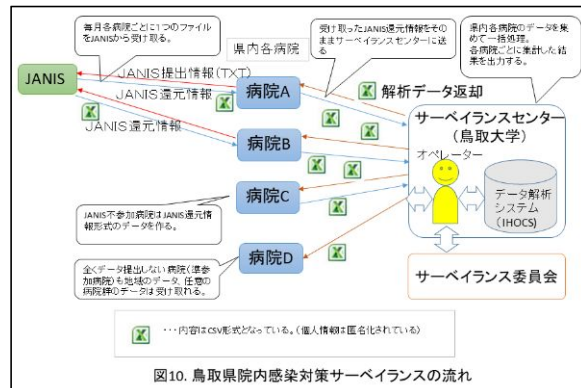 毎月各病院ごとに1つのファイル
をJANISから受け取る。
県内各病院
受け取ったJANIS還元情報をその
ままサーベイランスセンターに送
る
県内各病院のデータを集
めて一括処理。
各病院ごとに集計した結
果を出力する。
JANIS
JANIS提出情報(TXT)
JANIS還元情報
JANIS還元情報
病院A
解析データ返却
病院B
サーベイランスセンター
(鳥取大学)
オペレーター
データ解析
システム
(IHOCS)
JANIS不参加病院はJANIS還元情
報形式のデータを作る。
病院C
全くデータ提出しない病院(準参
加病院)も地域のデータ、任意の
病院群のデータは受け取れる。
病院D
サーベイランス委員会
・・・内容はCSV形式となっている。(個人情報は匿名化されている)
図10. 鳥取県院内感染対策サーベイランスの流れ